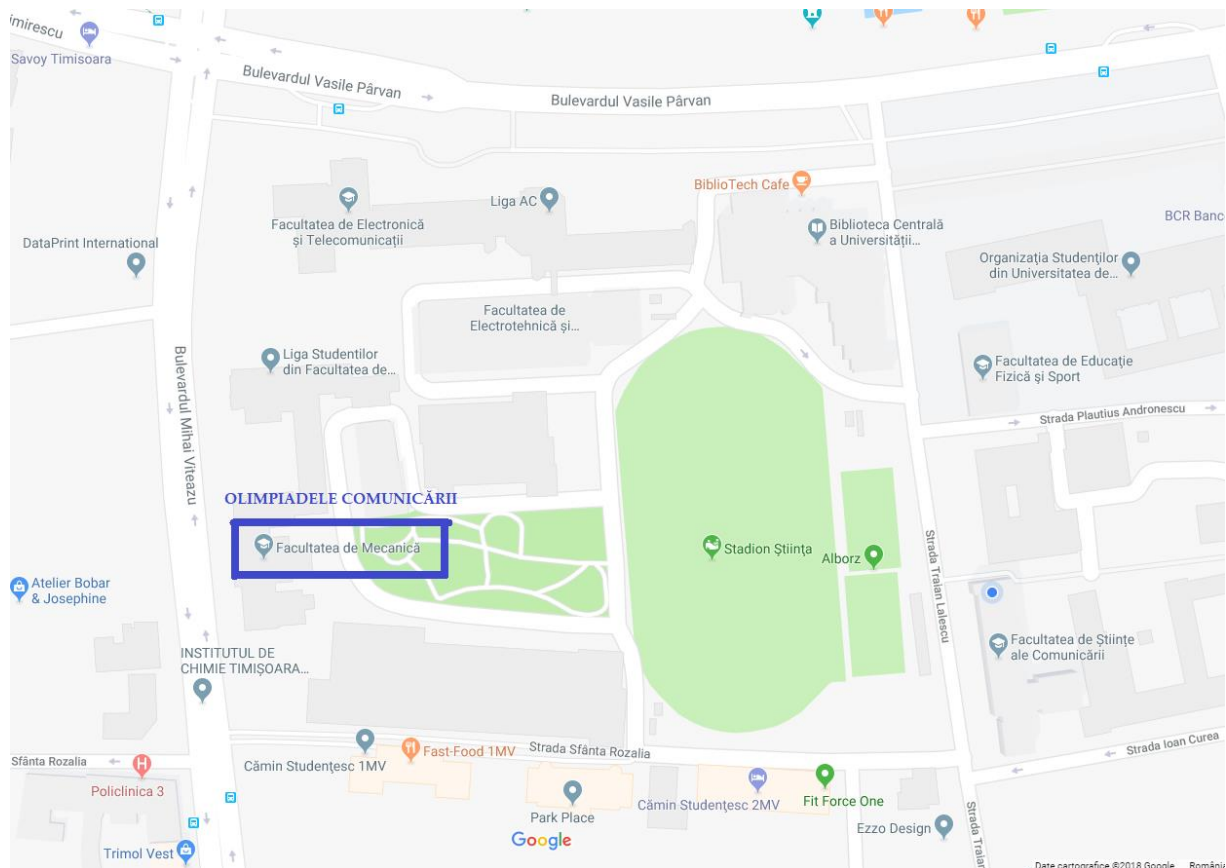 mirescu
Savoy Timisoara
Bulevardul Vasile Pârvan
Bulevardul Vasile Pârvan
BiblioTech Cafe
Liga AC
Facultatea de Electronică
și Telecomunicații
Biblioteca Centrală
a Universității...
BCR Banc
DataPrint International
Organizația Studenților
din Universitatea de...
Facultatea de
Electrotehnică și...
Liga Studentilor
din Facultatea de...
Facultatea de Educație
Fizică și Sport
Bulevardul Mihai Viteazu
Strada Plautius Andronescu
OLIMPIADELE COMUNICĂRII
Facultatea de Mecanică
Stadion Știința
Alborz
Strada Traian Lalescu
Atelier Bobar
& Josephine
Facultatea de Științe
ale Comunicării
INSTITUTUL DE
CHIMIE TIMIȘOARA...
Strada Sfânta Rozalia
Strada Ioan Curea
Fast-Food 1MV
Sfânta Rozalia
H
Cămin Studențesc 1MV
Policlinica 3
Cămin Studențesc 2MV
Fit Force One
Park Place
Ezzo Design
Strada Traian
Google
Trimol Vest
Date cartografice ©2018 Google
România